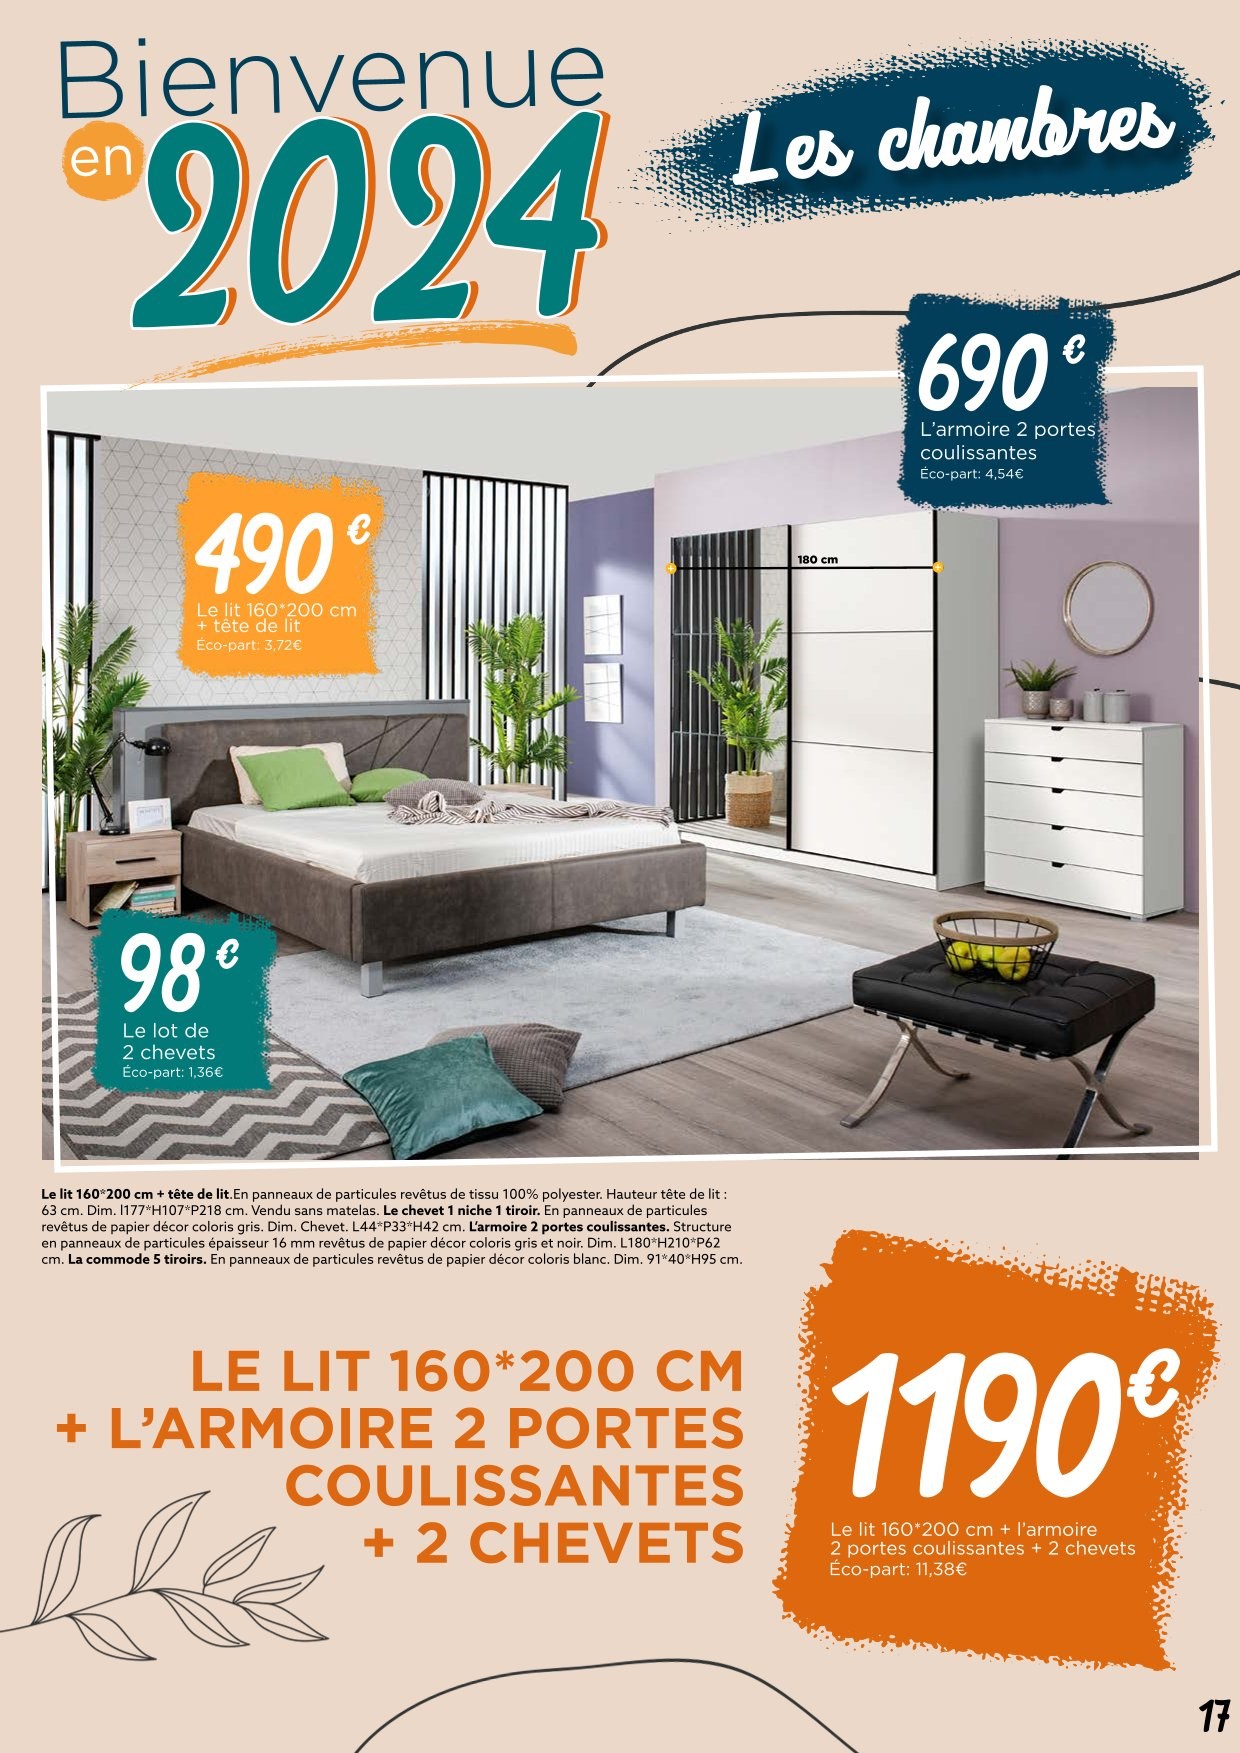 Bienvenue
en
2024
Les chambres
690 €
L'armoire 2 portes
coulissantes
Éco-part: 4,54€
490 €
Le lit 160*200 cm
+ tête de lit
Éco-part: 3,72€
180 cm
98 €
Le lot de
2 chevets
Éco-part: 1,36€
Le lit 160*200 cm + tête de lit.En panneaux de particules revêtus de tissu 100% polyester. Hauteur tête de lit :
63 cm. Dim. l177*H107*P218 cm. Vendu sans matelas. Le chevet 1 niche 1 tiroir. En panneaux de particules
revêtus de papier décor coloris gris. Dim. Chevet. L44*P33*H42 cm. L'armoire 2 portes coulissantes. Structure
en panneaux de particules épaisseur 16 mm revêtus de papier décor coloris gris et noir. Dim. L180*H210*P62
cm. La commode 5 tiroirs. En panneaux de particules revêtus de papier décor coloris blanc. Dim. 91*40*H95 cm.
LE LIT 160*200 CM
+ L'ARMOIRE 2 PORTES
COULISSANTES
+ 2 CHEVETS
1190€
Le lit 160*200 cm + l'armoire
2 portes coulissantes + 2 chevets
Éco-part: 11,38€
17